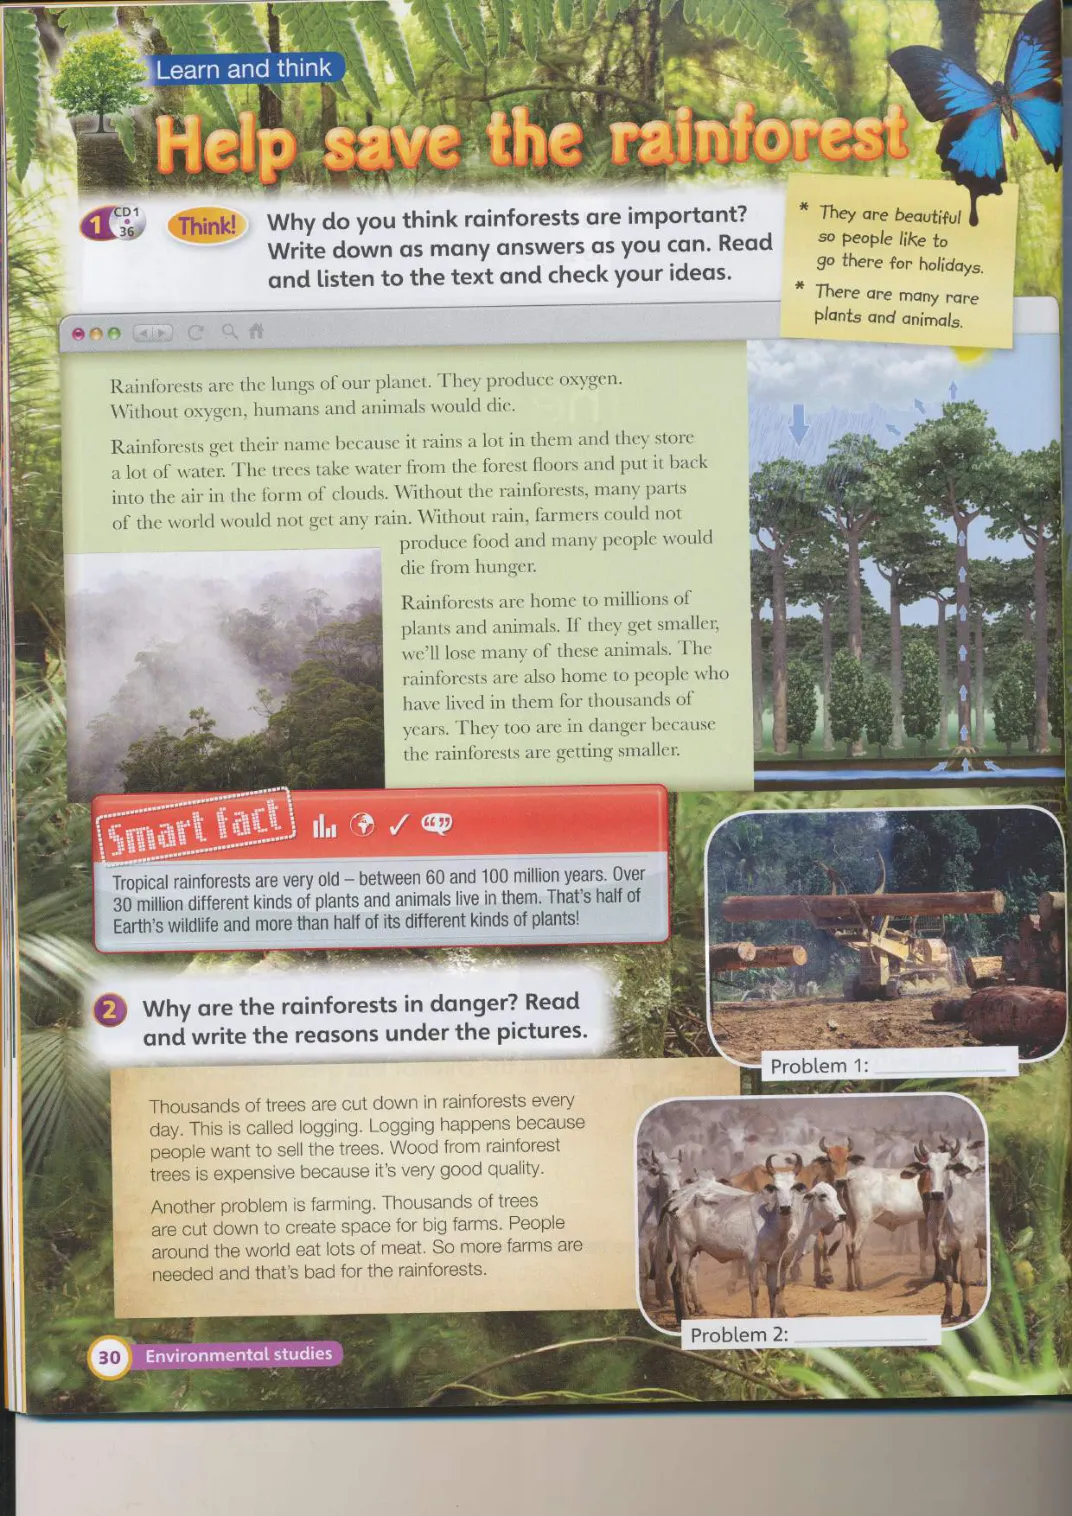 Learn and think
Help save the rainforest
1
CD1
36
Think!
Why do you think rainforests are important?
Write down as many answers as you can. Read
and listen to the text and check your ideas.
* They are beautiful
so people like to
go there for holidays.
* There are many rare
plants and animals.
Rainforests are the lungs of our planet. They produce oxygen.
Without oxygen, humans and animals would die.
Rainforests get their name because it rains a lot in them and they store
a lot of water. The trees take water from the forest floors and put it back
into the air in the form of clouds. Without the rainforests, many parts
of the world would not get any rain. Without rain, farmers could not
produce food and many people would
die from hunger.
Rainforests are home to millions of
plants and animals. If they get smaller,
we'll lose many of these animals. The
rainforests are also home to people who
have lived in them for thousands of
years. They too are in danger because
the rainforests are getting smaller.
Smart fact
Tropical rainforests are very old – between 60 and 100 million years. Over
30 million different kinds of plants and animals live in them. That's half of
Earth's wildlife and more than half of its different kinds of plants!
2
Why are the rainforests in danger? Read
and write the reasons under the pictures.
Problem 1:
Thousands of trees are cut down in rainforests every
day. This is called logging. Logging happens because
people want to sell the trees. Wood from rainforest
trees is expensive because it's very good quality.
Another problem is farming. Thousands of trees
are cut down to create space for big farms. People
around the world eat lots of meat. So more farms are
needed and that's bad for the rainforests.
Problem 2:
30
Environmental studies